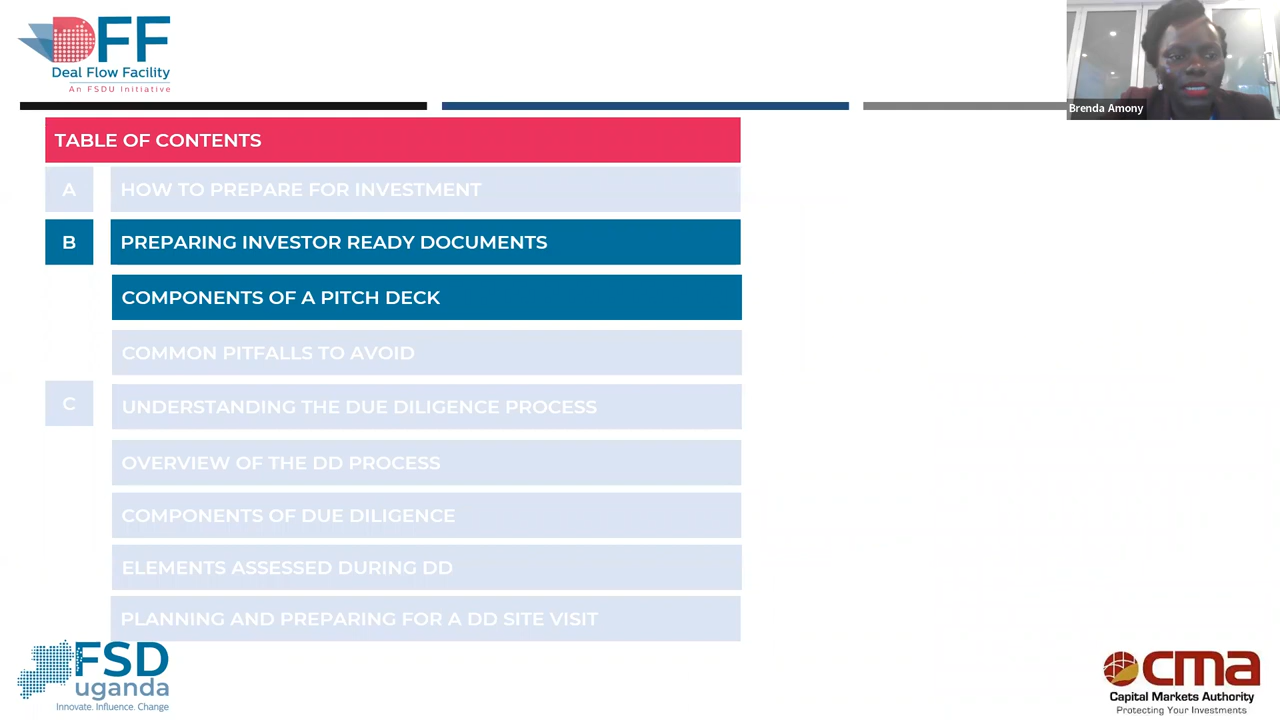 DFF
Deal Flow Facility
An FSDU Initiative
Brenda Amony
TABLE OF CONTENTS
A HOW TO PREPARE FOR INVESTMENT
B PREPARING INVESTOR READY DOCUMENTS
COMPONENTS OF A PITCH DECK
COMMON PITFALLS TO AVOID
C UNDERSTANDING THE DUE DILIGENCE PROCESS
OVERVIEW OF THE DD PROCESS
COMPONENTS OF DUE DILIGENCE
ELEMENTS ASSESSED DURING DD
PLANNING AND PREPARING FOR A DD SITE VISIT
FSD
uganda
Innovate. Influence. Change
cma
Capital Markets Authority
Protecting Your Investments